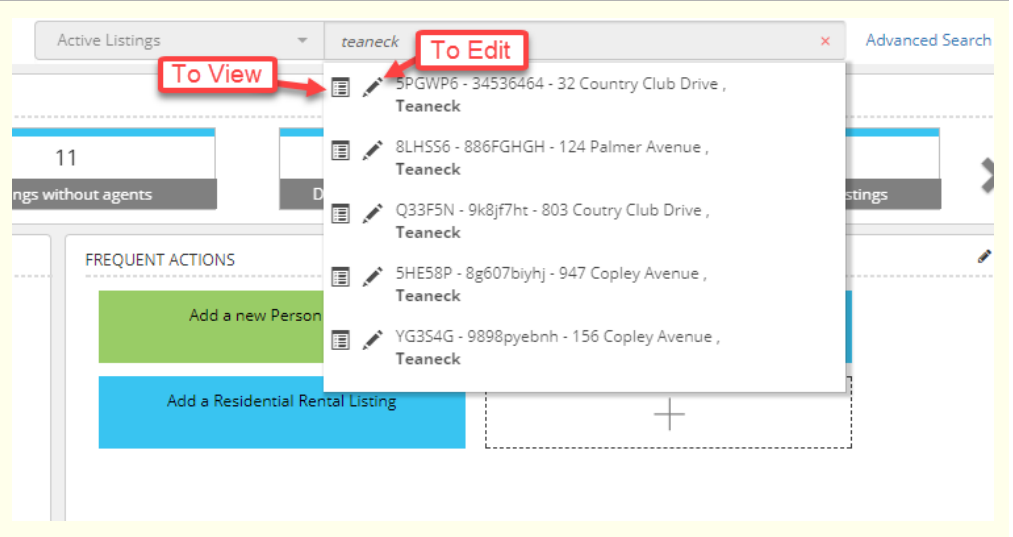 Active Listings
teaneck
×
Advanced Search
To Edit
To View
5PGWP6 - 34536464 - 32 Country Club Drive ,
Teaneck
8LHSS6 - 886FGHGH - 124 Palmer Avenue ,
Teaneck
Q33F5N - 9k8jf7ht - 803 Coutry Club Drive ,
Teaneck
5HE58P - 8g607biyhj - 947 Copley Avenue ,
Teaneck
YG3S4G - 9898pyebnh - 156 Copley Avenue ,
Teaneck
11
ngs without agents
D
stings
FREQUENT ACTIONS
Add a new Person
Add a Residential Rental Listing